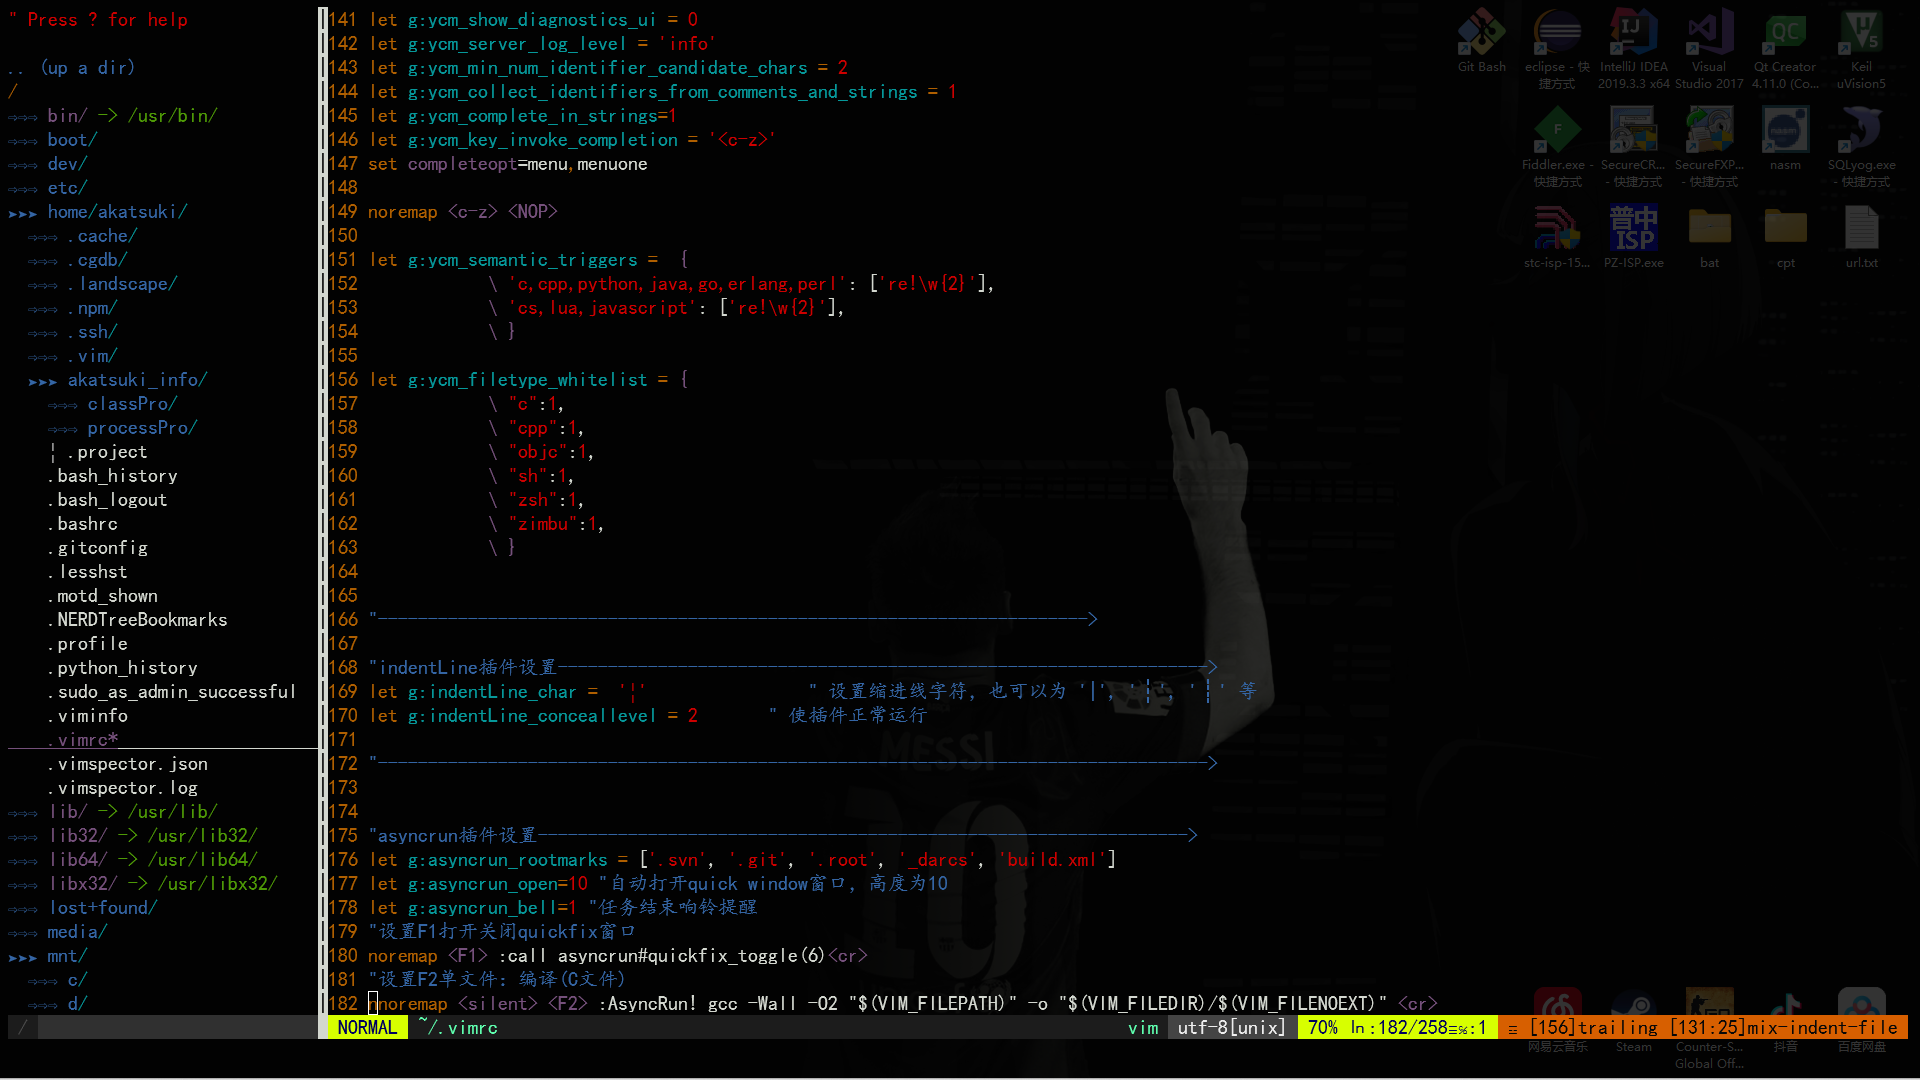 " Press ? for help
.. (up a dir)
/
⇒⇒⇒ bin/ -> /usr/bin/
⇒⇒⇒ boot/
⇒⇒⇒ dev/
⇒⇒⇒ etc/
➤➤➤ home/akatsuki/
⇒⇒⇒ .cache/
⇒⇒⇒ .cgdb/
⇒⇒⇒ .landscape/
⇒⇒⇒ .npm/
⇒⇒⇒ .ssh/
⇒⇒⇒ .vim/
➤➤➤ akatsuki_info/
⇒⇒⇒ classPro/
⇒⇒⇒ processPro/
¦ .project
.bash_history
.bash_logout
.bashrc
.gitconfig
.lesshst
.motd_shown
.NERDTreeBookmarks
.profile
.python_history
.sudo_as_admin_successful
.viminfo
.vimrc*
.vimspector.json
.vimspector.log
⇒⇒⇒ lib/ -> /usr/lib/
⇒⇒⇒ lib32/ -> /usr/lib32/
⇒⇒⇒ lib64/ -> /usr/lib64/
⇒⇒⇒ libx32/ -> /usr/libx32/
⇒⇒⇒ lost+found/
⇒⇒⇒ media/
➤➤➤ mnt/
⇒⇒⇒ c/
⇒⇒⇒ d/
/
141 let g:ycm_show_diagnostics_ui = 0
142 let g:ycm_server_log_level = 'info'
143 let g:ycm_min_num_identifier_candidate_chars = 2
144 let g:ycm_collect_identifiers_from_comments_and_strings = 1
145 let g:ycm_complete_in_strings=1
146 let g:ycm_key_invoke_completion = '<c-z>'
147 set completeopt=menu,menuone
148
149 noremap <c-z> <NOP>
150
151 let g:ycm_semantic_triggers =  {
152             \ 'c,cpp,python,java,go,erlang,perl': ['re!\w{2}'],
153             \ 'cs,lua,javascript': ['re!\w{2}'],
154             \ }
155
156 let g:ycm_filetype_whitelist = {
157             \ "c":1,
158             \ "cpp":1,
159             \ "objc":1,
160             \ "sh":1,
161             \ "zsh":1,
162             \ "zimbu":1,
163             \ }
164
165
166 "----------------------------------------------------------------------->
167
168 "indentLine插件设置----------------------------------------------------------------->
169 let g:indentLine_char =  '¦'                " 设置缩进线字符，也可以为 '|', '┆', '┊' 等
170 let g:indentLine_conceallevel = 2       " 使插件正常运行
171
172 "----------------------------------------------------------------------------------->
173
174
175 "asyncrun插件设置----------------------------------------------------------------->
176 let g:asyncrun_rootmarks = ['.svn', '.git', '.root', '_darcs', 'build.xml']
177 let g:asyncrun_open=10 "自动打开quick window窗口，高度为10
178 let g:asyncrun_bell=1 "任务结束响铃提醒
179 "设置F1打开关闭quickfix窗口
180 noremap <F1> :call asyncrun#quickfix_toggle(6)<cr>
181 "设置F2单文件：编译(C文件)
182 nnoremap <silent> <F2> :AsyncRun! gcc -Wall -O2 "$(VIM_FILEPATH)" -o "$(VIM_FILEDIR)/$(VIM_FILENOEXT)" <cr>
NORMAL ~/.vimrc vim utf-8[unix] 70% ln:182/258≡%:1 ☲ [156]trailing [131:25]mix-indent-file
Git Bash
eclipse - 快捷方式
IntelliJ IDEA 2019.3.3 x64
Visual Studio 2017
Qt Creator 4.11.0 (Co...
Keil uVision5
Fiddler.exe - 快捷方式
SecureCR... - 快捷方式
SecureFXP... - 快捷方式
nasm
SQLyog.exe - 快捷方式
普中
ISP
stc-isp-15...
PZ-ISP.exe
bat
cpt
url.txt
MESSI
10
网易云音乐
Steam
Counter-S... Global Off...
抖音
百度网盘